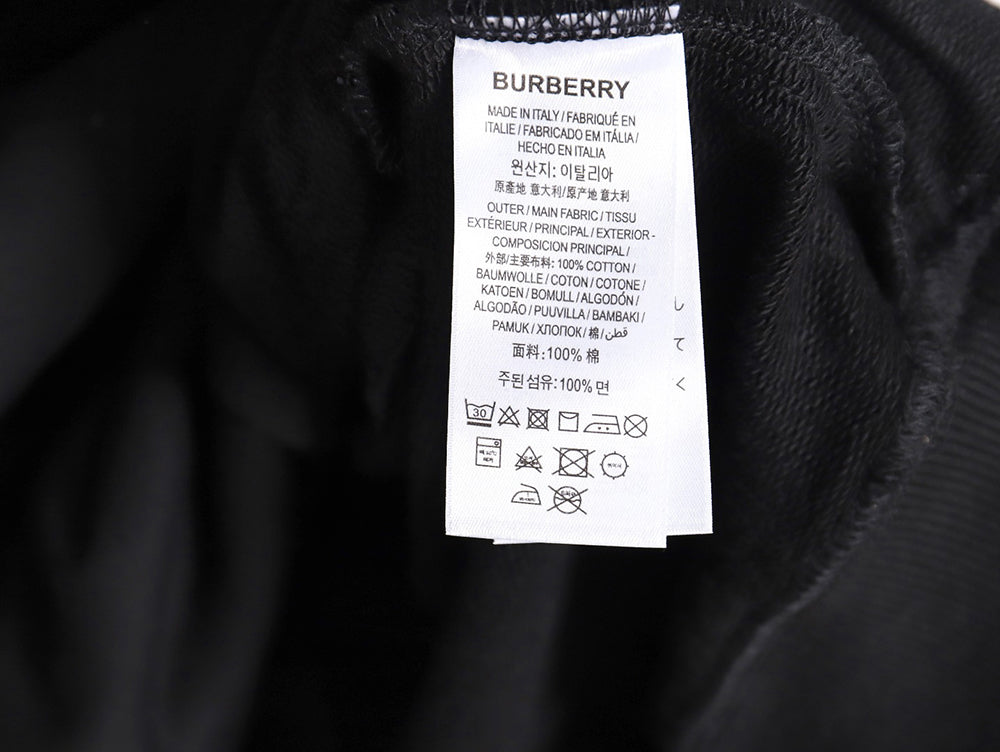 BURBERRY
MADE IN ITALY / FABRIQUÉ EN
ITALIE / FABRICADO EM ITÁLIA /
HECHO EN ITALIA
원산지: 이탈리아
原產地 意大利/原产地 意大利
OUTER / MAIN FABRIC / TISSU
EXTÉRIEUR / PRINCIPAL / EXTERIOR -
COMPOSICION PRINCIPAL /
外部/主要布料: 100% COTTON /
BAUMWOLLE / COTON / COTONE /
KATOEN / BOMULL / ALGODÓN /
ALGODÃO / PUUVILLA / BAMBAKI /
PAMUK / ХЛОПОК / 棉 / قطن
面料:100% 棉
주된 섬유:100% 면
30
し
て
く